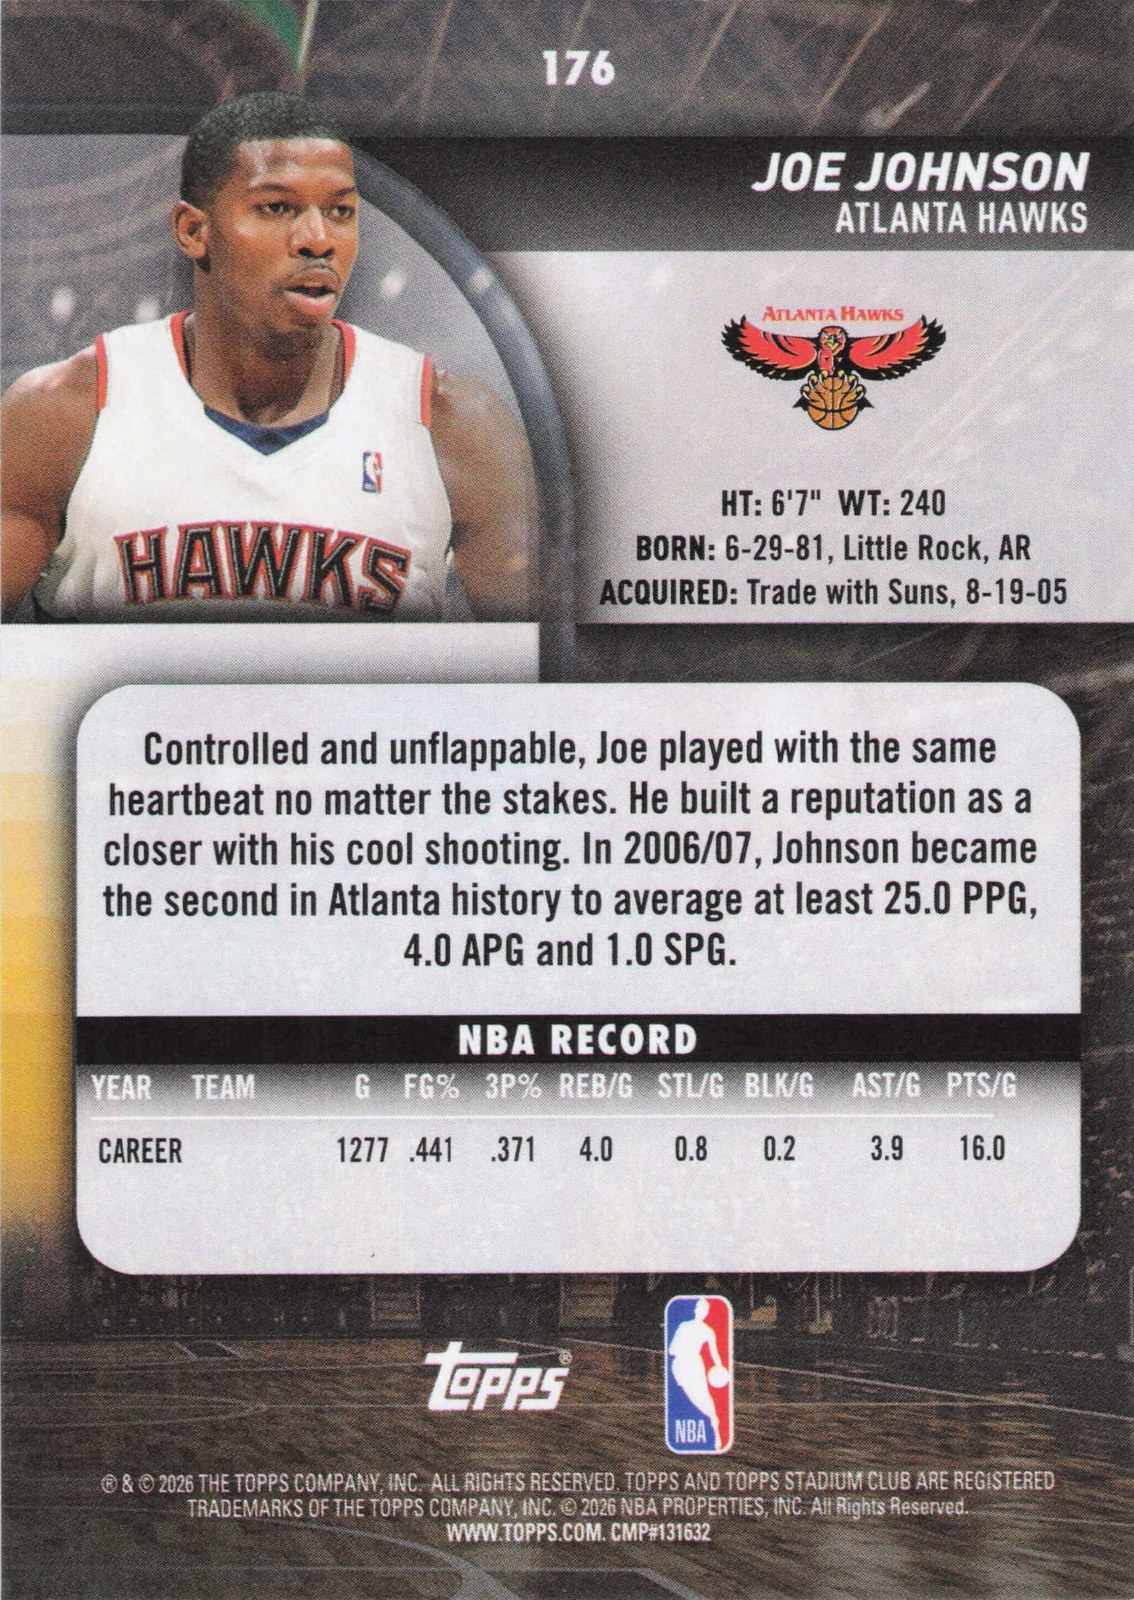 176
JOE JOHNSON
ATLANTA HAWKS
ATLANTA HAWKS
HAWKS
HT: 6'7" WT: 240
BORN: 6-29-81, Little Rock, AR
ACQUIRED: Trade with Suns, 8-19-05
Controlled and unflappable, Joe played with the same
heartbeat no matter the stakes. He built a reputation as a
closer with his cool shooting. In 2006/07, Johnson became
the second in Atlanta history to average at least 25.0 PPG,
4.0 APG and 1.0 SPG.
NBA RECORD
YEAR TEAM G FG% 3P% REB/G STL/G BLK/G AST/G PTS/G
CAREER 1277 .441 .371 4.0 0.8 0.2 3.9 16.0
topps®
NBA
® & © 2026 THE TOPPS COMPANY, INC. ALL RIGHTS RESERVED. TOPPS AND TOPPS STADIUM CLUB ARE REGISTERED
TRADEMARKS OF THE TOPPS COMPANY, INC. © 2026 NBA PROPERTIES, INC. All Rights Reserved.
WWW.TOPPS.COM. CMP#131632